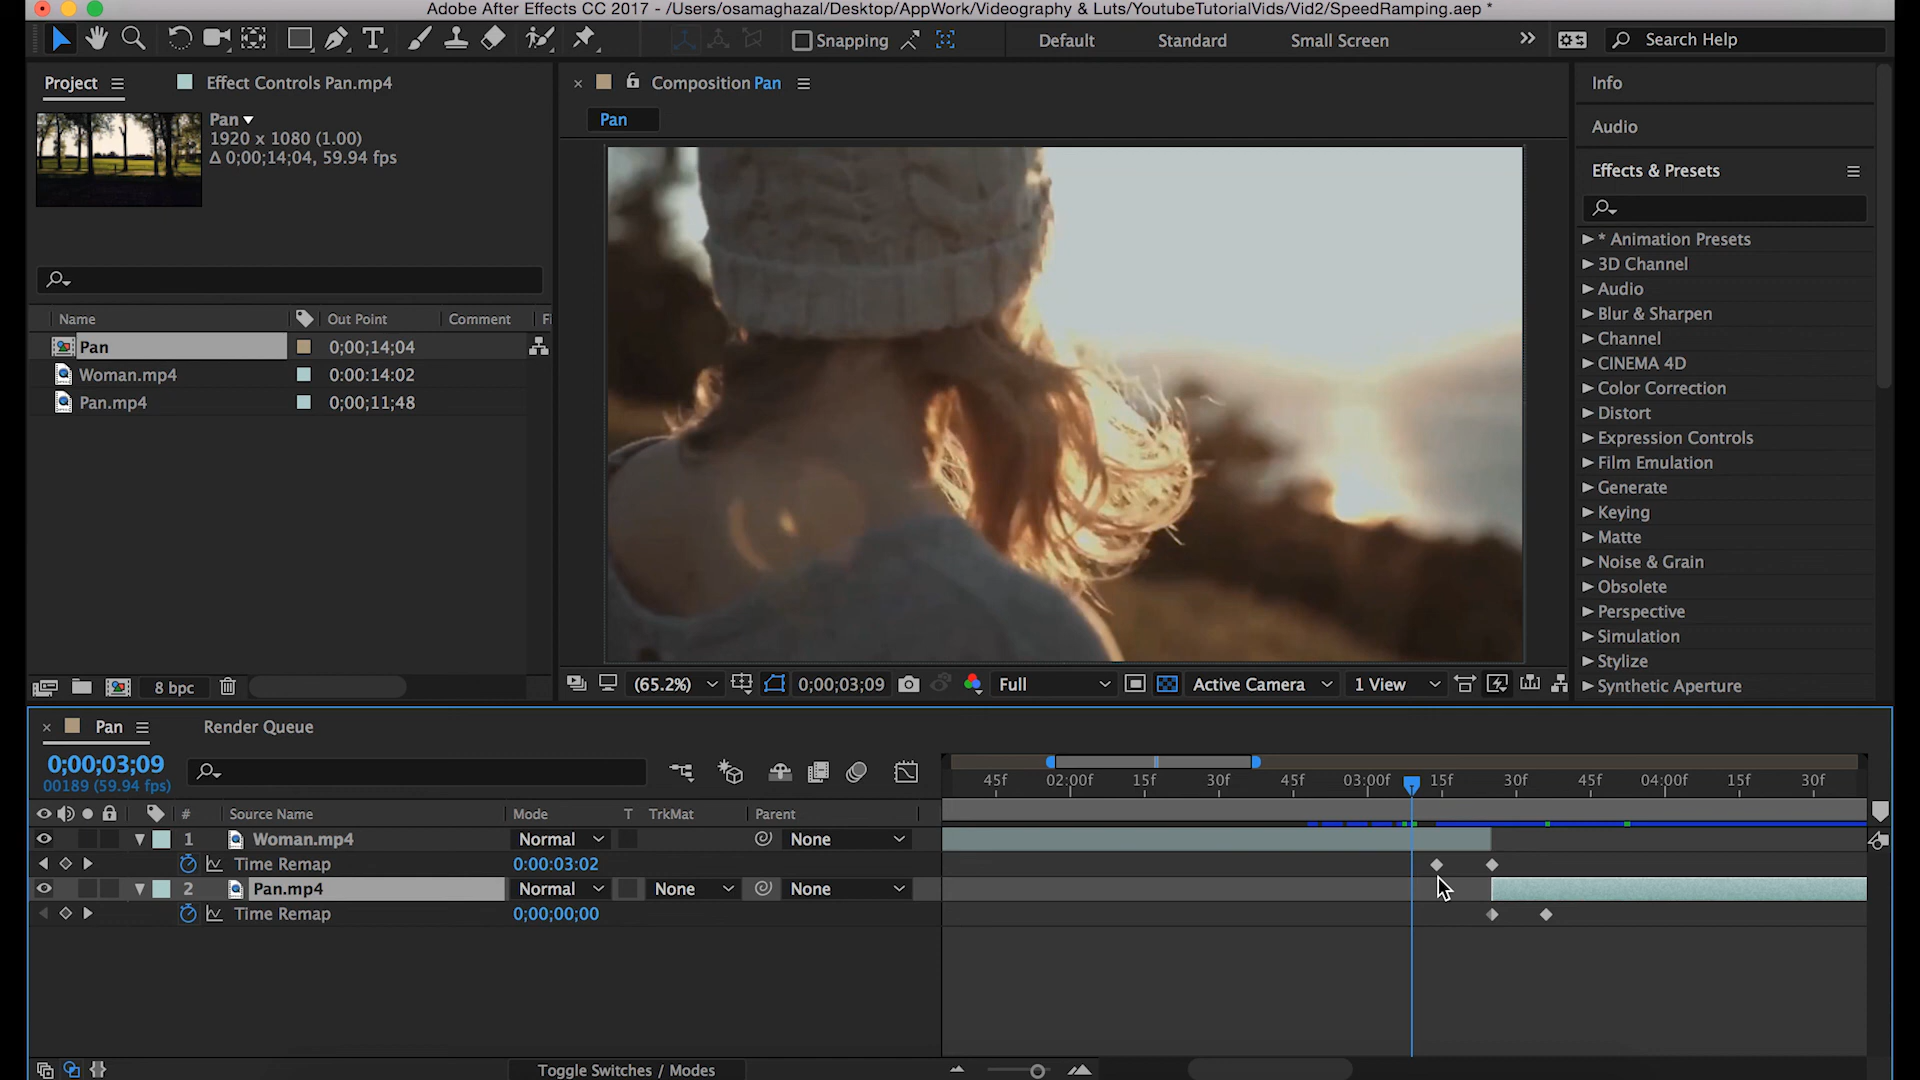 Adobe After Effects CC 2017 - /Users/osamaghazal/Desktop/AppWork/Videography & Luts/YoutubeTutorialVids/Vid2/SpeedRamping.aep *
T Snapping Default Standard Small Screen Search Help
Project Effect Controls Pan.mp4
Pan
1920 x 1080 (1.00)
Δ 0;00;14;04, 59.94 fps
Name Out Point Comment Fi
Pan 0;00;14;04
Woman.mp4 0:00:14:02
Pan.mp4 0;00;11;48
8 bpc
Composition Pan
Pan
(65.2%) 0;00;03;09 Full Active Camera 1 View
Info
Audio
Effects & Presets
* Animation Presets
3D Channel
Audio
Blur & Sharpen
Channel
CINEMA 4D
Color Correction
Distort
Expression Controls
Film Emulation
Generate
Keying
Matte
Noise & Grain
Obsolete
Perspective
Simulation
Stylize
Synthetic Aperture
Pan Render Queue
0;00;03;09
00189 (59.94 fps)
45f 02:00f 15f 30f 45f 03:00f 15f 30f 45f 04:00f 15f 30f
# Source Name Mode T TrkMat Parent
1 Woman.mp4 Normal None
Time Remap 0:00:03:02
2 Pan.mp4 Normal None None
Time Remap 0;00;00;00
Toggle Switches / Modes